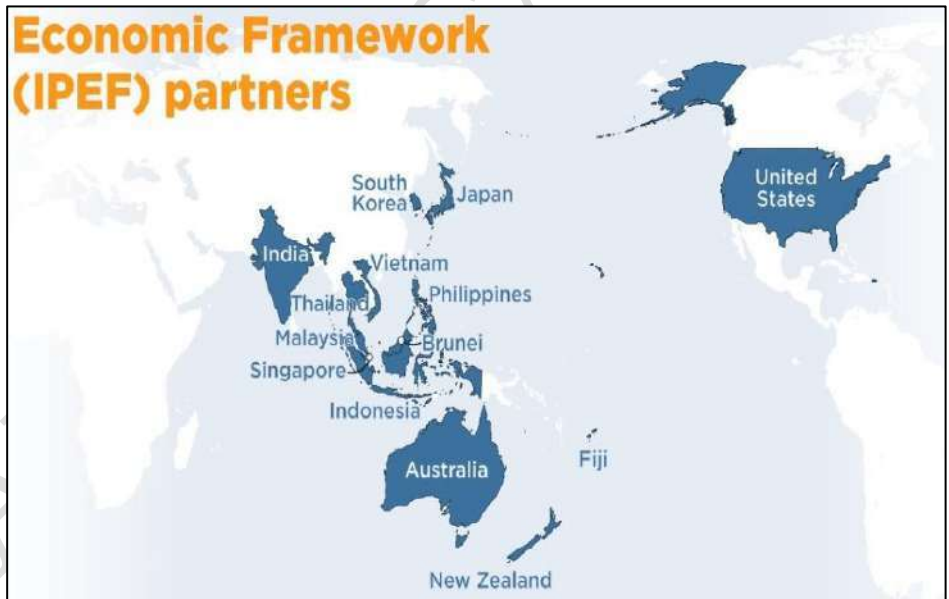 Economic Framework
(IPEF) partners
United
States
South
Korea
Japan
India
Vietnam
Thailand
Philippines
Malaysia
Brunei
Singapore
Indonesia
Australia
Fiji
New Zealand